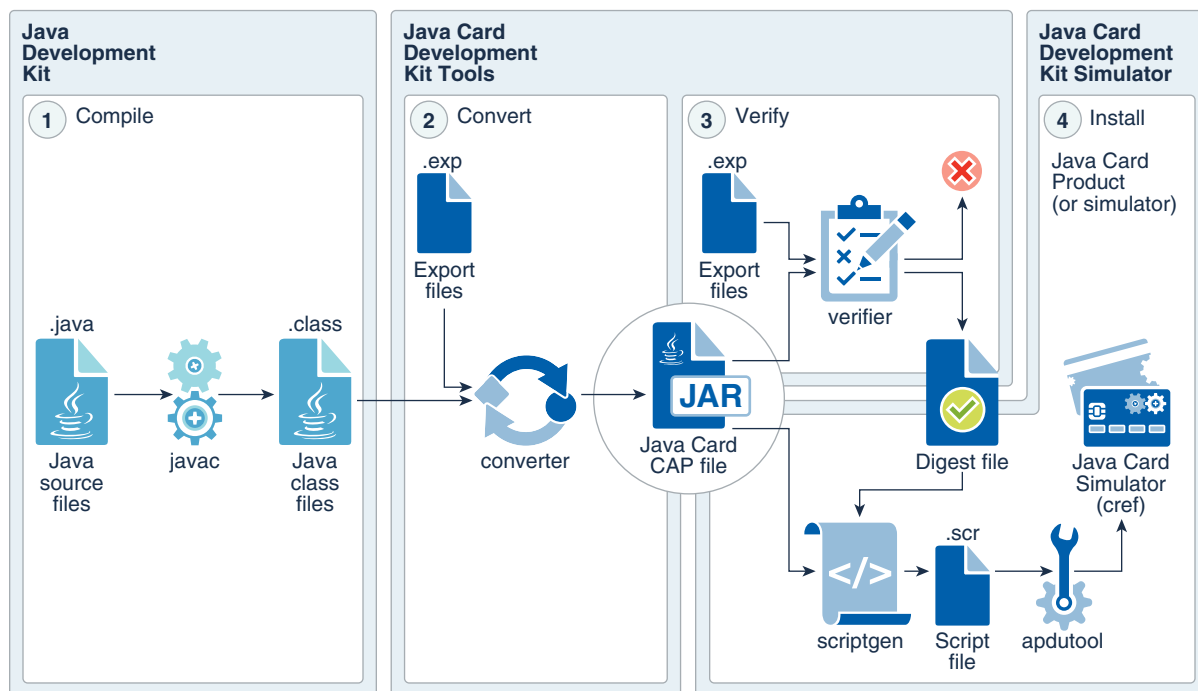 Java
Development
Kit
1 Compile
.java
Java
source
files
javac
.class
Java
class
files
Java Card
Development
Kit Tools
2 Convert
.exp
Export
files
converter
JAR
Java Card
CAP file
3 Verify
.exp
Export
files
verifier
Digest file
</>
scriptgen
.scr
Script
file
apdutool
Java Card
Development
Kit Simulator
4 Install
Java Card
Product
(or simulator)
Java Card
Simulator
(cref)